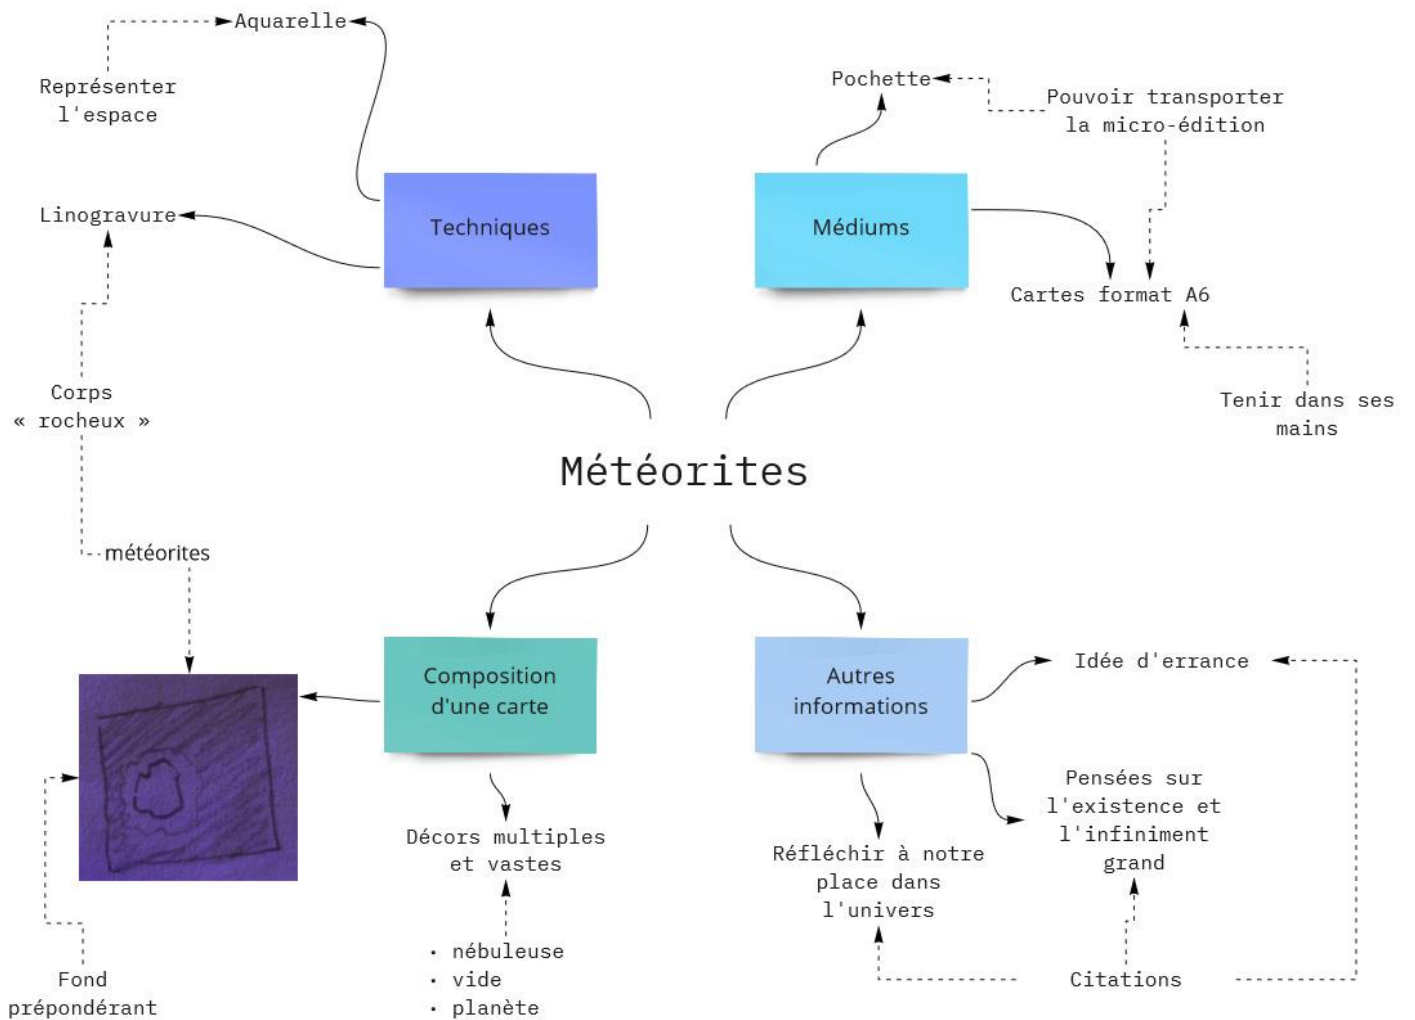 Aquarelle
Représenter
l'espace
Linogravure
Techniques
Corps
« rocheux »
météorites
Pochette
Pouvoir transporter
la micro-édition
Médiums
Cartes format A6
Tenir dans ses
mains
Météorites
Composition
d'une carte
Décors multiples
et vastes
· nébuleuse
· vide
· planète
Fond
prépondérant
Autres
informations
Idée d'errance
Pensées sur
l'existence et
l'infiniment
grand
Réfléchir à notre
place dans
l'univers
Citations